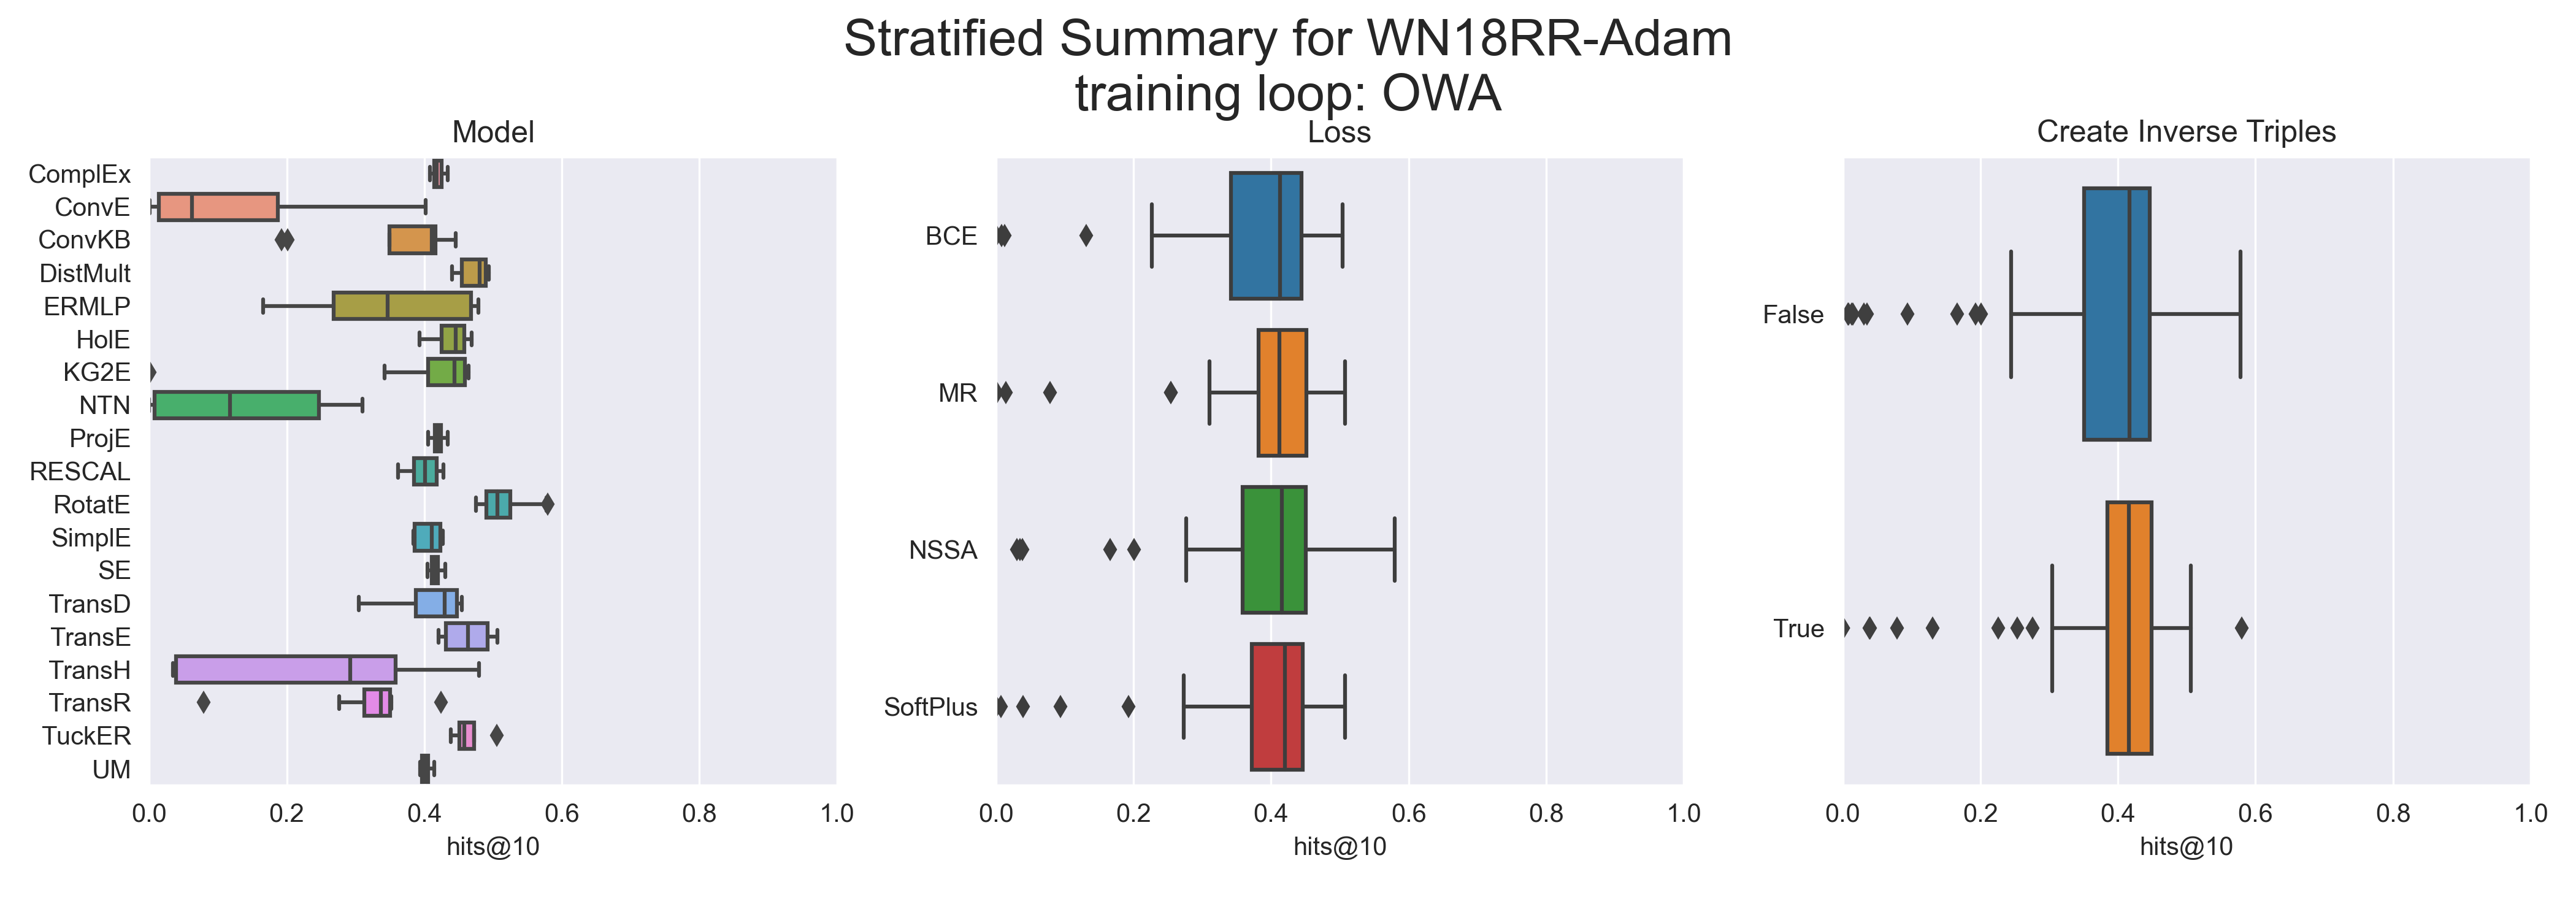 Stratified Summary for WN18RR-Adam
training loop: OWA
Model
ComplEx
ConvE
ConvKB
DistMult
ERMLP
HolE
KG2E
NTN
ProjE
RESCAL
RotatE
SimplE
SE
TransD
TransE
TransH
TransR
TuckER
UM
0.0 0.2 0.4 0.6 0.8 1.0
hits@10
Loss
BCE
MR
NSSA
SoftPlus
0.0 0.2 0.4 0.6 0.8 1.0
hits@10
Create Inverse Triples
False
True
0.0 0.2 0.4 0.6 0.8 1.0
hits@10